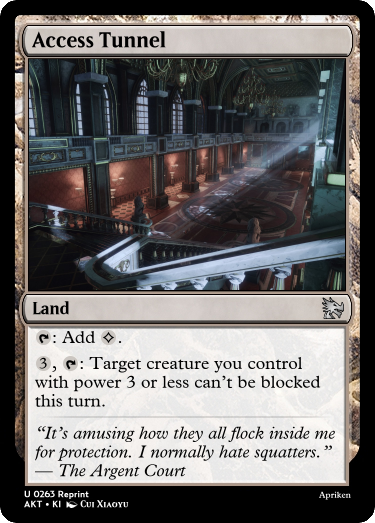 Access Tunnel
Land
: Add .
3, : Target creature you control
with power 3 or less can't be blocked
this turn.
“It's amusing how they all flock inside me
for protection. I normally hate squatters.”
— The Argent Court
U 0263 Reprint
AKT • KI Cui Xiaoyu
Apriken